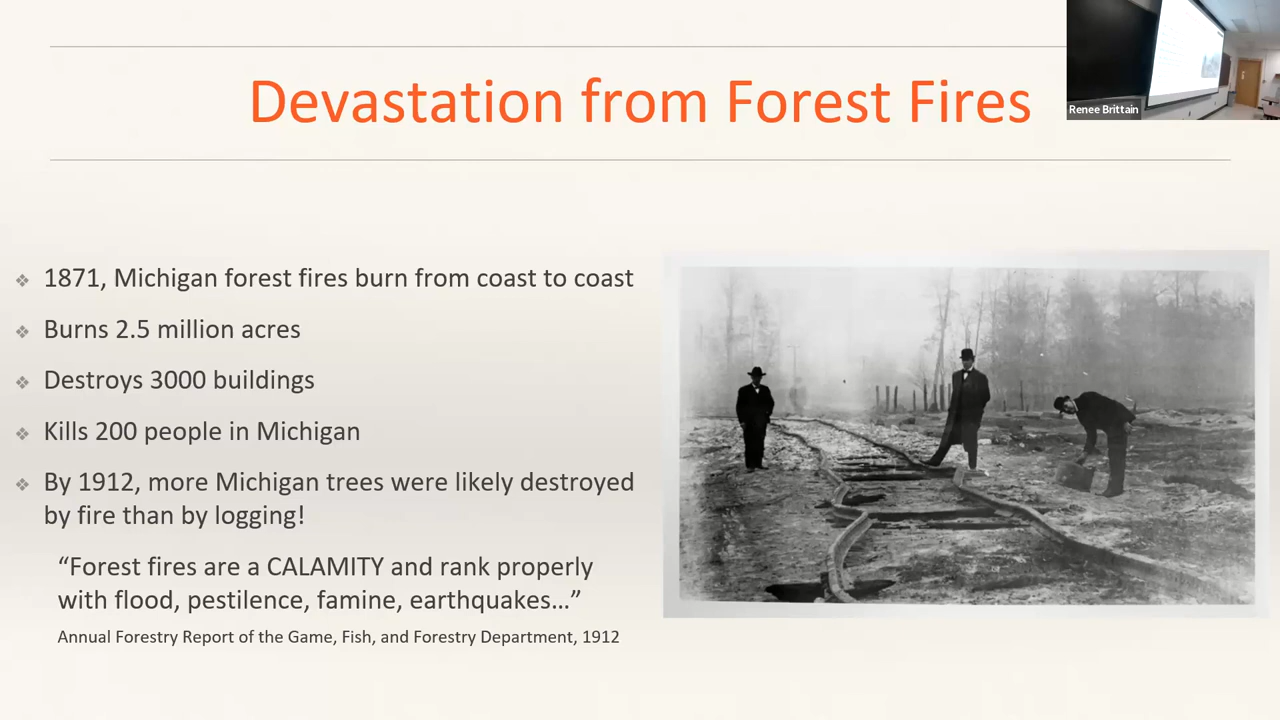 Devastation from Forest Fires
Renee Brittain
❖ 1871, Michigan forest fires burn from coast to coast
❖ Burns 2.5 million acres
❖ Destroys 3000 buildings
❖ Kills 200 people in Michigan
❖ By 1912, more Michigan trees were likely destroyed
by fire than by logging!
“Forest fires are a CALAMITY and rank properly
with flood, pestilence, famine, earthquakes…”
Annual Forestry Report of the Game, Fish, and Forestry Department, 1912